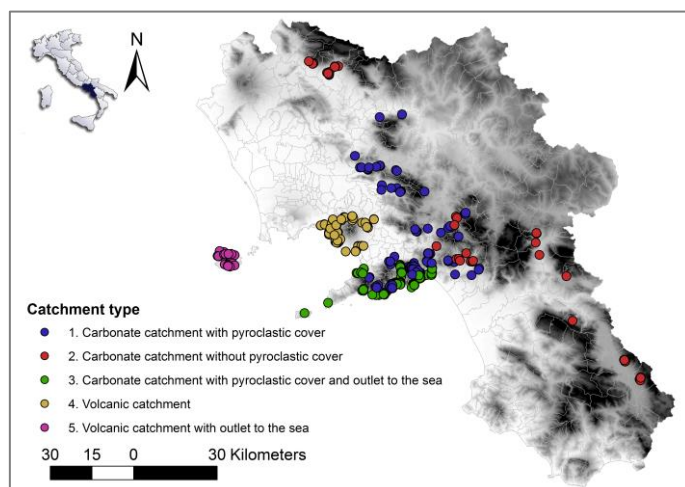 N
Catchment type
1. Carbonate catchment with pyroclastic cover
2. Carbonate catchment without pyroclastic cover
3. Carbonate catchment with pyroclastic cover and outlet to the sea
4. Volcanic catchment
5. Volcanic catchment with outlet to the sea
30 15 0 30 Kilometers